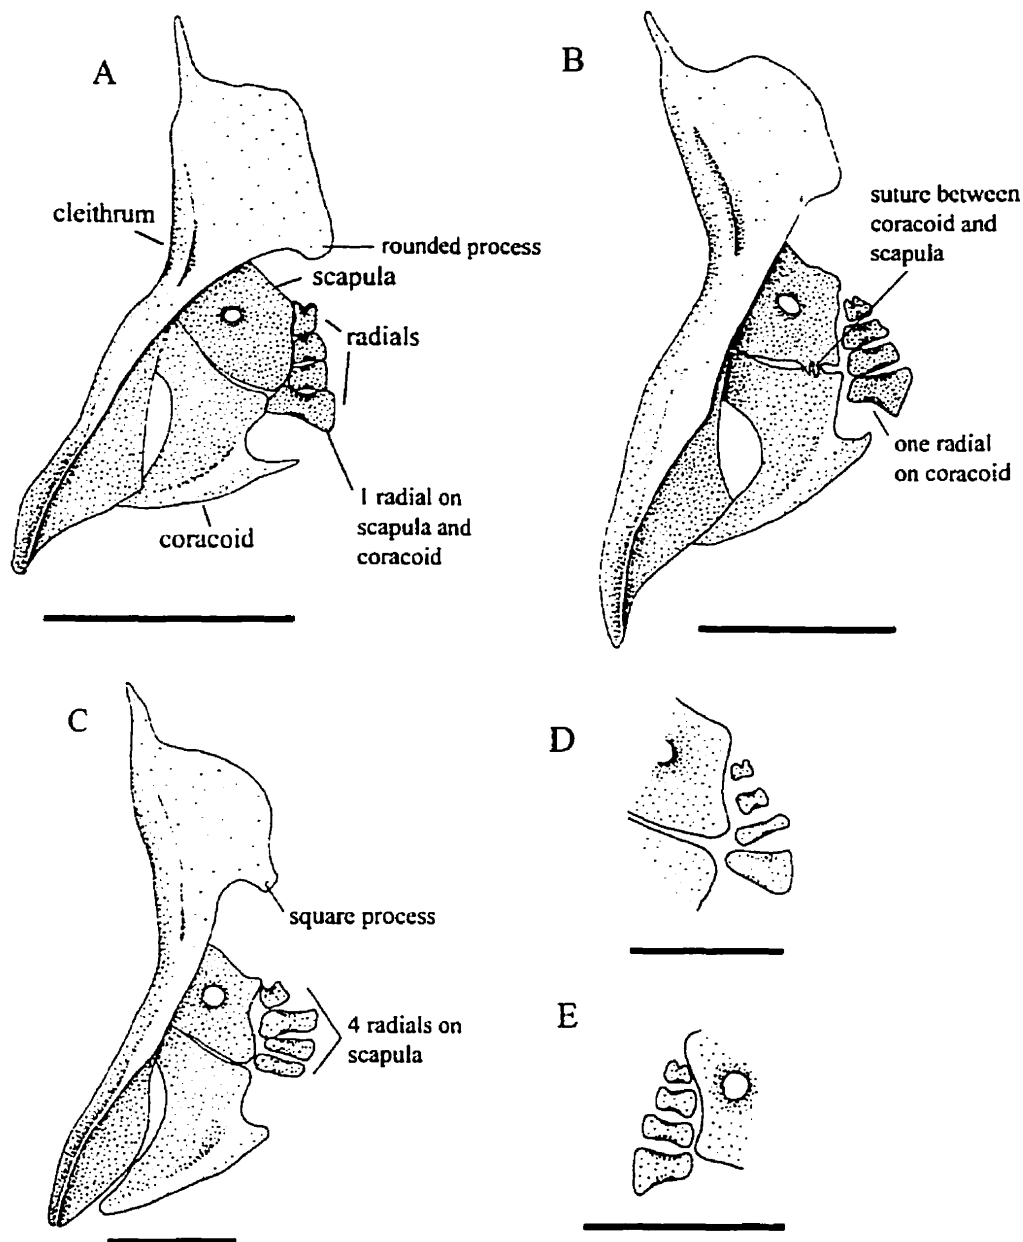 A
cleithrum
rounded process
scapula
radials
1 radial on
scapula and
coracoid
coracoid
B
suture between
coracoid and
scapula
one radial
on coracoid
C
square process
4 radials on
scapula
D
E